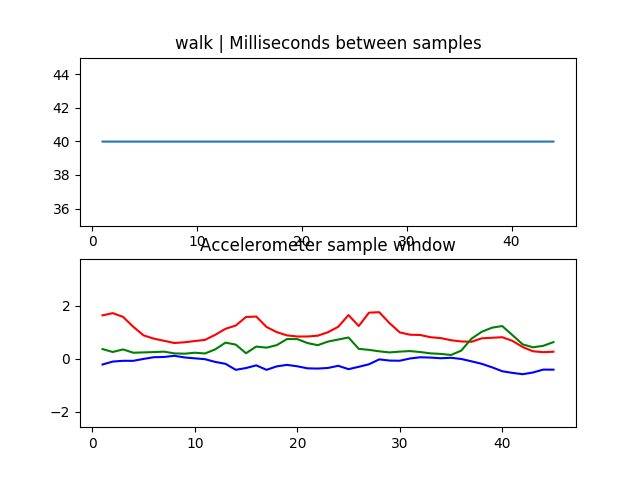 walk | Milliseconds between samples
44
42
40
38
36
0 10 20 30 40
Accelerometer sample window
2
0
−2
0 10 20 30 40